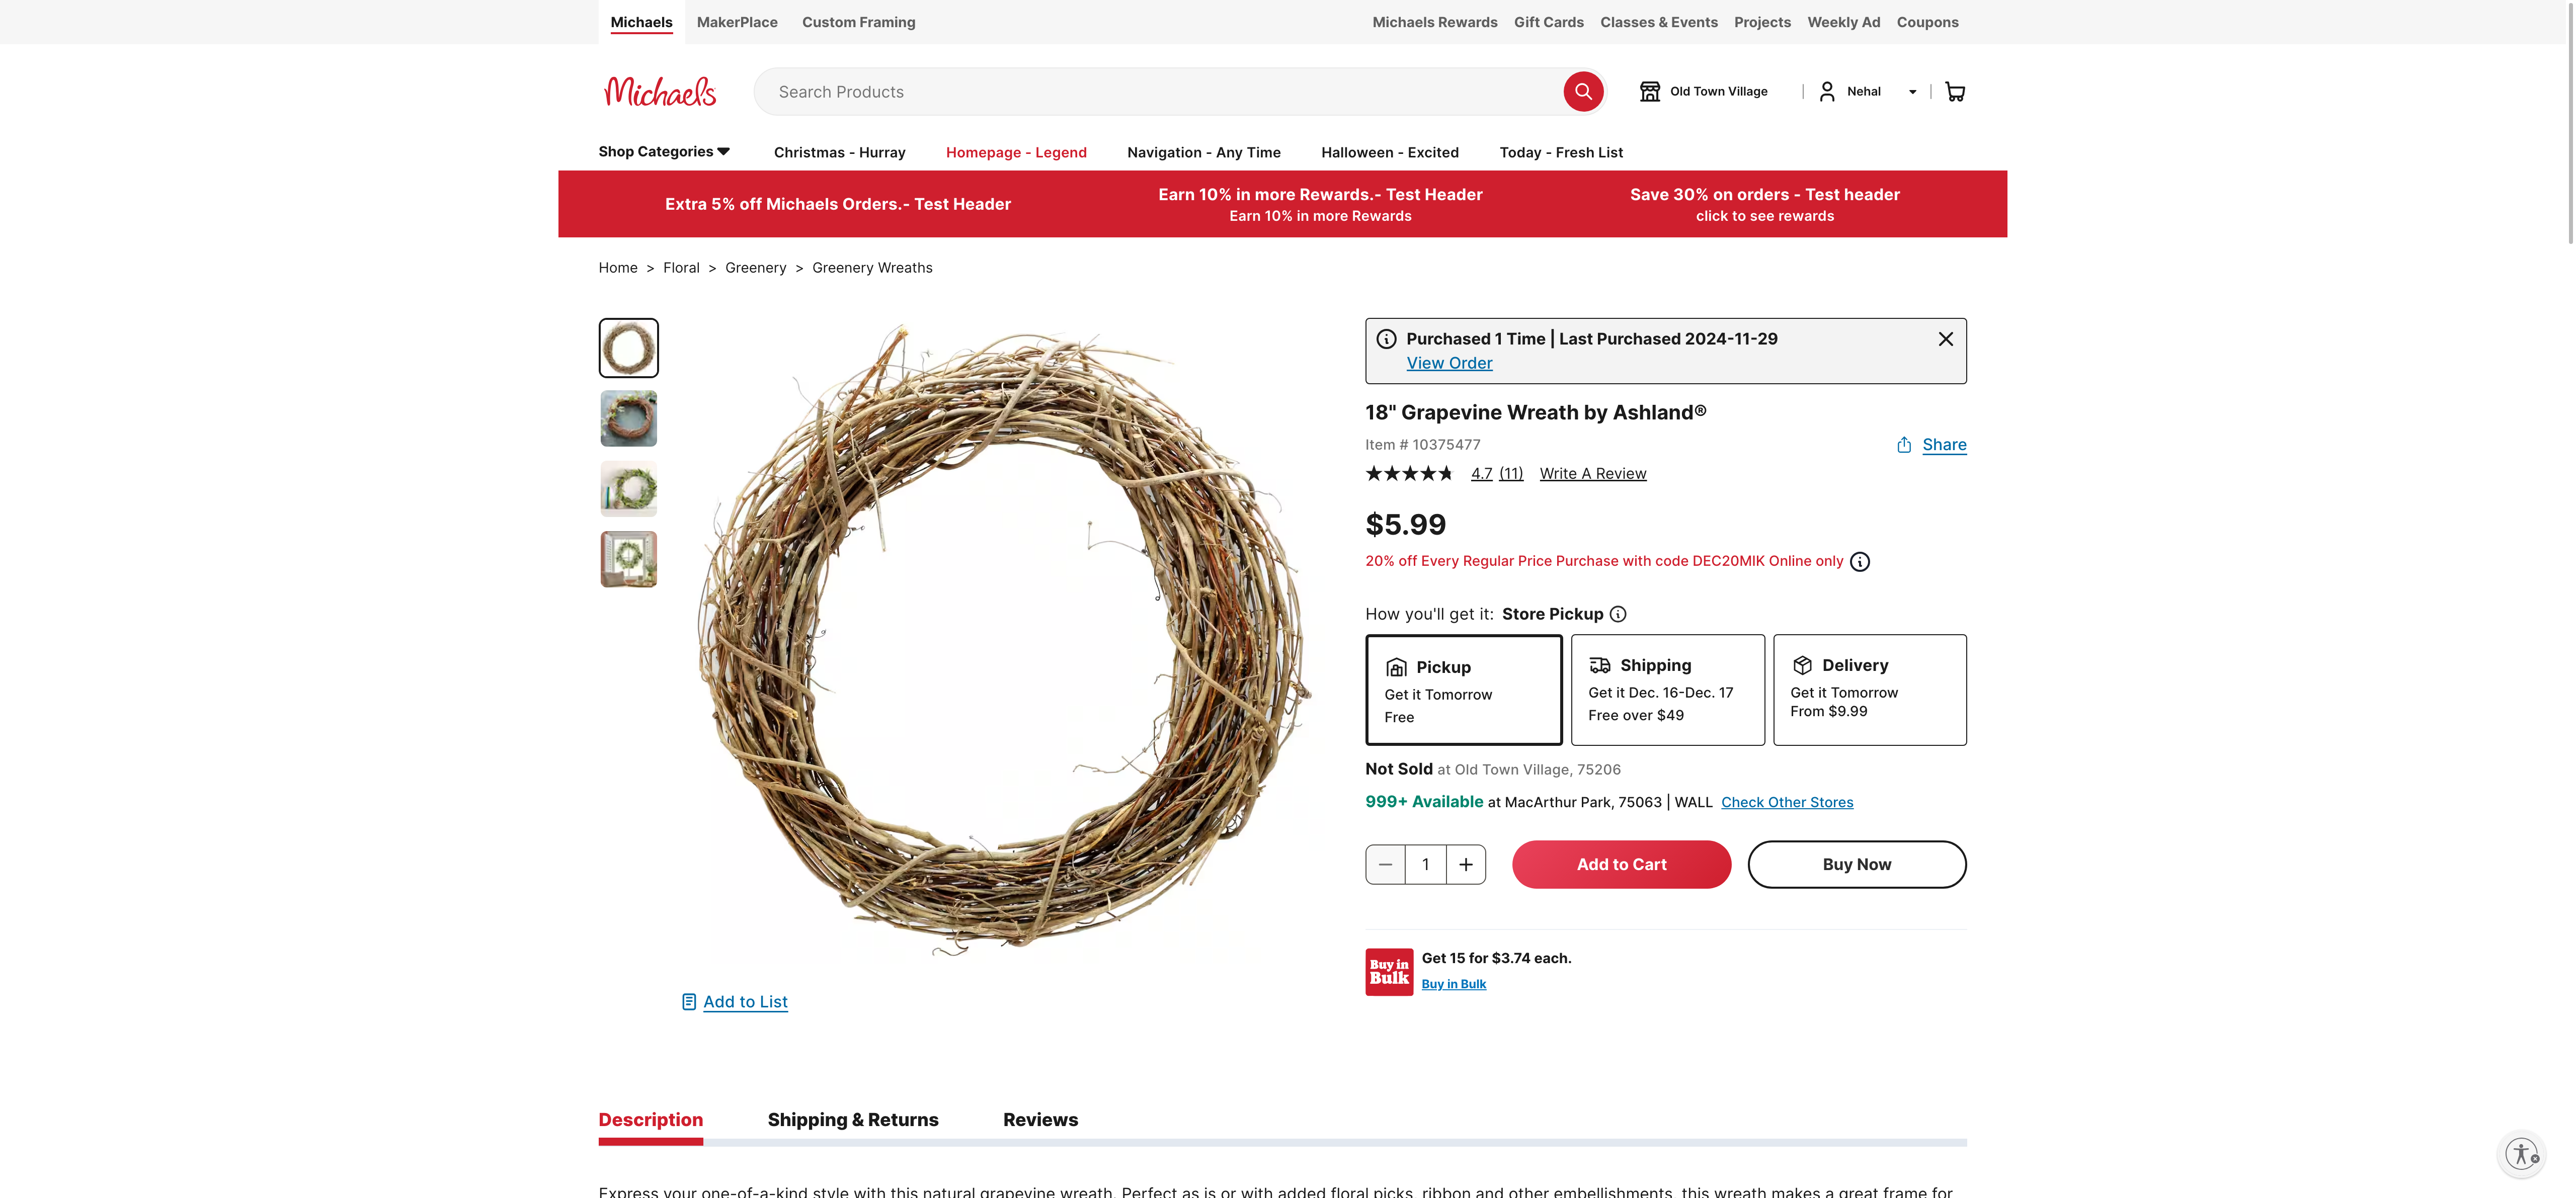 Michaels MakerPlace Custom Framing Michaels Rewards Gift Cards Classes & Events Projects Weekly Ad Coupons
Michaels Search Products Old Town Village | Nehal |
Shop Categories Christmas - Hurray Homepage - Legend Navigation - Any Time Halloween - Excited Today - Fresh List
Extra 5% off Michaels Orders.- Test Header
Earn 10% in more Rewards.- Test Header
Earn 10% in more Rewards
Save 30% on orders - Test header
click to see rewards
Home > Floral > Greenery > Greenery Wreaths
Purchased 1 Time | Last Purchased 2024-11-29
View Order
18" Grapevine Wreath by Ashland®
Item # 10375477 Share
4.7 (11) Write A Review
$5.99
20% off Every Regular Price Purchase with code DEC20MIK Online only
How you'll get it: Store Pickup
Pickup
Get it Tomorrow
Free
Shipping
Get it Dec. 16-Dec. 17
Free over $49
Delivery
Get it Tomorrow
From $9.99
Not Sold at Old Town Village, 75206
999+ Available at MacArthur Park, 75063 | WALL Check Other Stores
1 Add to Cart Buy Now
Buy in
Bulk
Get 15 for $3.74 each.
Buy in Bulk
Add to List
Description Shipping & Returns Reviews
Express your one-of-a-kind style with this natural grapevine wreath. Perfect as is or with added floral picks, ribbon and other embellishments, this wreath makes a great frame for